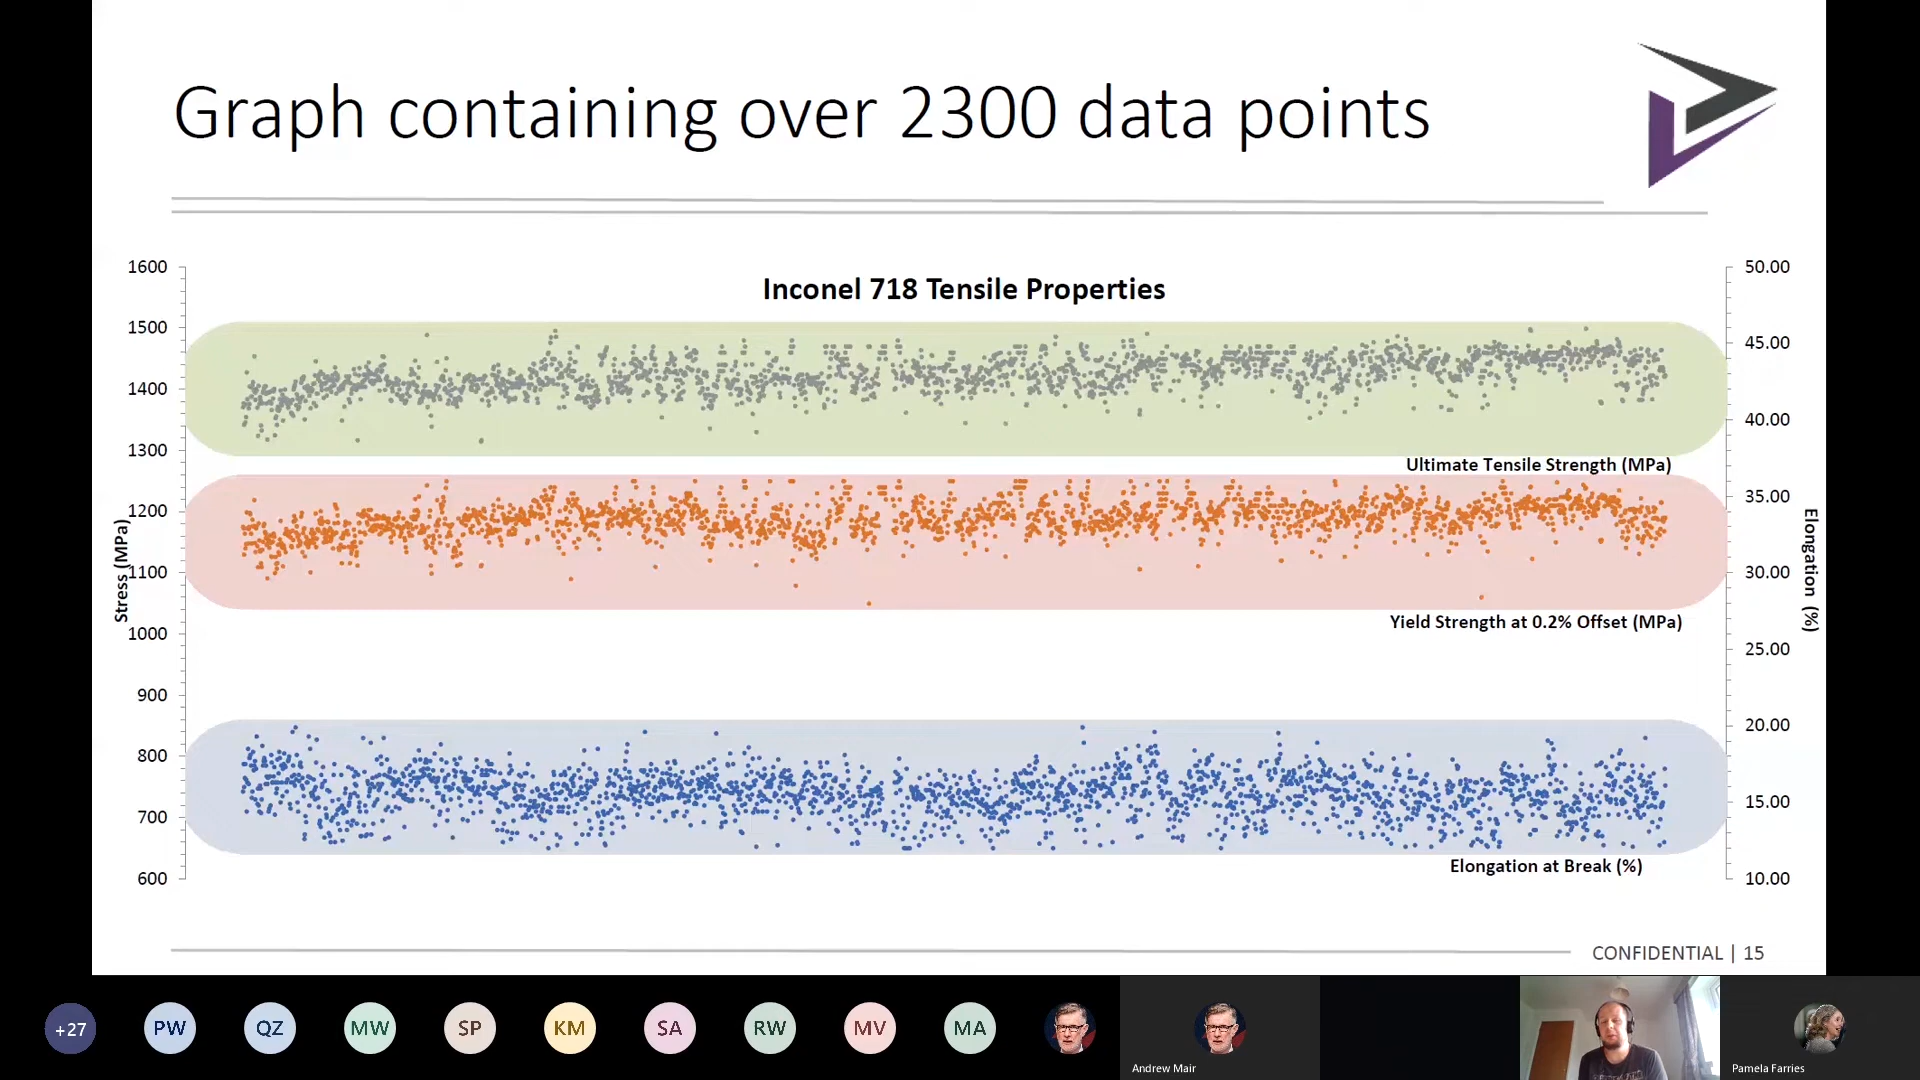 Graph containing over 2300 data points
Inconel 718 Tensile Properties
1600
1500
1400
1300
1200
1100
1000
900
800
700
600
Stress (MPa)
50.00
45.00
40.00
35.00
30.00
25.00
20.00
15.00
10.00
Elongation (%)
Ultimate Tensile Strength (MPa)
Yield Strength at 0.2% Offset (MPa)
Elongation at Break (%)
CONFIDENTIAL | 15
+27
PW
QZ
MW
SP
KM
SA
RW
MV
MA
Andrew Mair
Pamela Farries